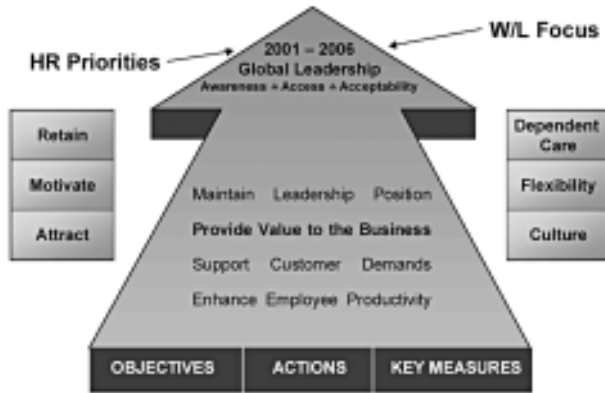 W/L Focus
HR Priorities
2001 – 2006
Global Leadership
Awareness + Access + Acceptability
Retain
Motivate
Attract
Dependent
Care
Flexibility
Culture
Maintain Leadership Position
Provide Value to the Business
Support Customer Demands
Enhance Employee Productivity
OBJECTIVES
ACTIONS
KEY MEASURES